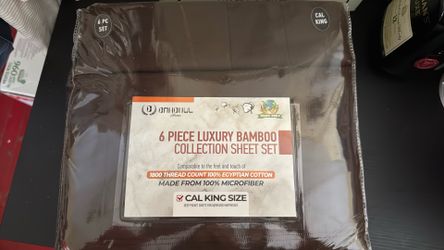 6 PC
SET
CAL
KING
6 PIECE LUXURY BAMBOO
COLLECTION SHEET SET
Comparable to the feel and touch of
1800 THREAD COUNT 100% EGYPTIAN COTTON
MADE FROM 100% MICROFIBER
CAL KING SIZE